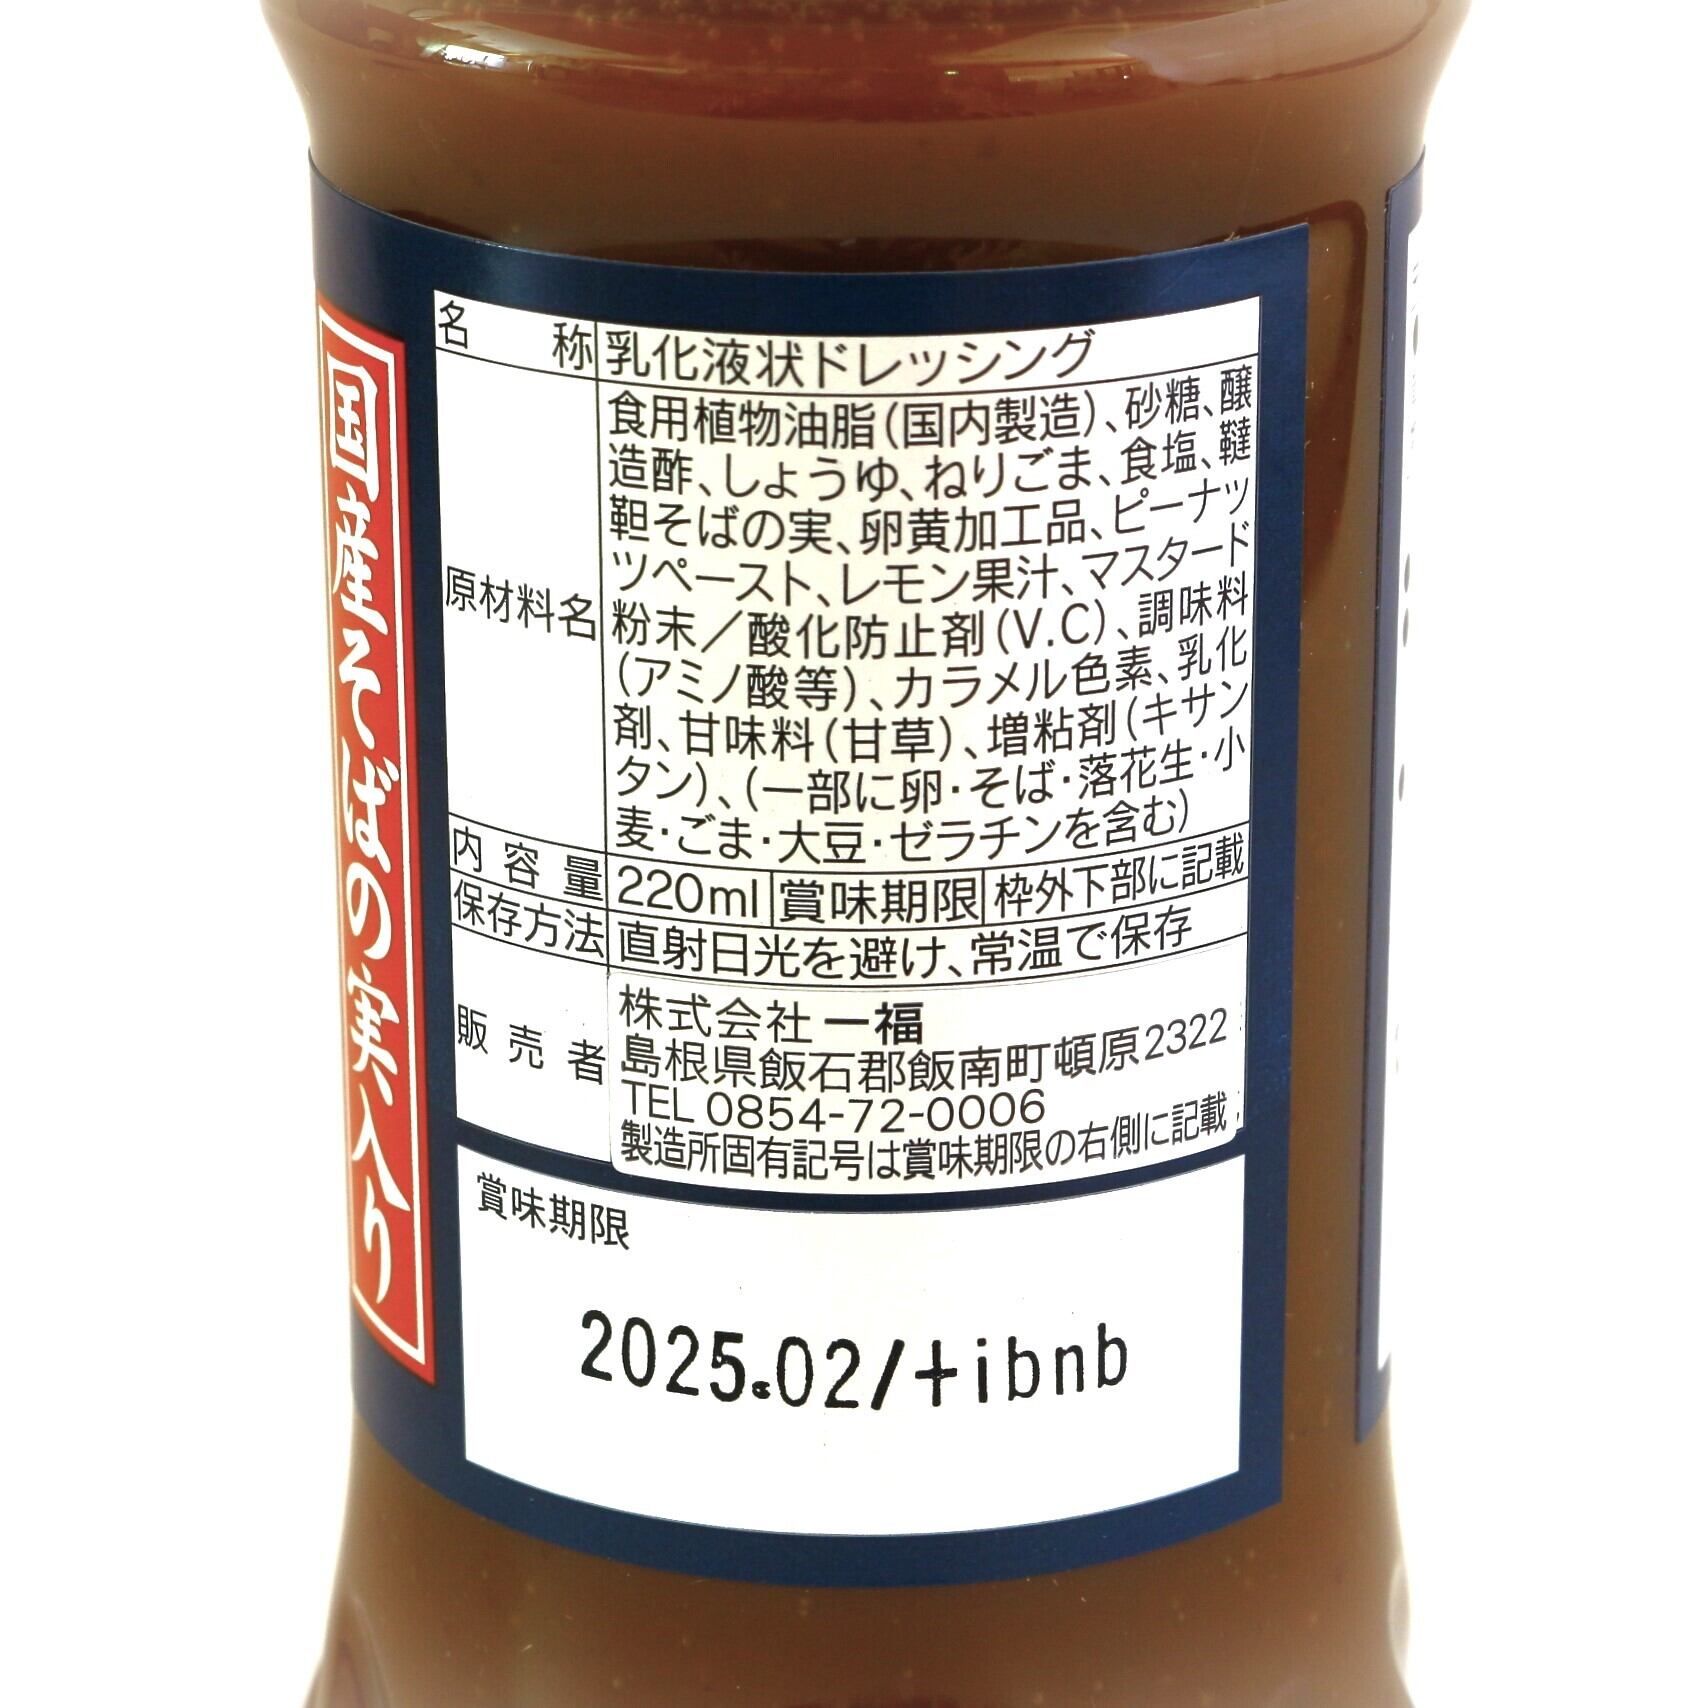 国産そばの実入り
名称 乳化液状ドレッシング
原材料名
食用植物油脂(国内製造)、砂糖、醸
造酢、しょうゆ、ねりごま、食塩、韃
靼そばの実、卵黄加工品、ピーナッ
ツペースト、レモン果汁、マスタード
粉末／酸化防止剤(V.C)、調味料
(アミノ酸等)、カラメル色素、乳化
剤、甘味料(甘草)、増粘剤(キサン
タン)、(一部に卵・そば・落花生・小
麦・ごま・大豆・ゼラチンを含む)
内容量 220ml 賞味期限 枠外下部に記載
保存方法 直射日光を避け、常温で保存
販売者
株式会社 一福
島根県飯石郡飯南町頓原2322
TEL 0854-72-0006
製造所固有記号は賞味期限の右側に記載
賞味期限
2025.02/+ibnb